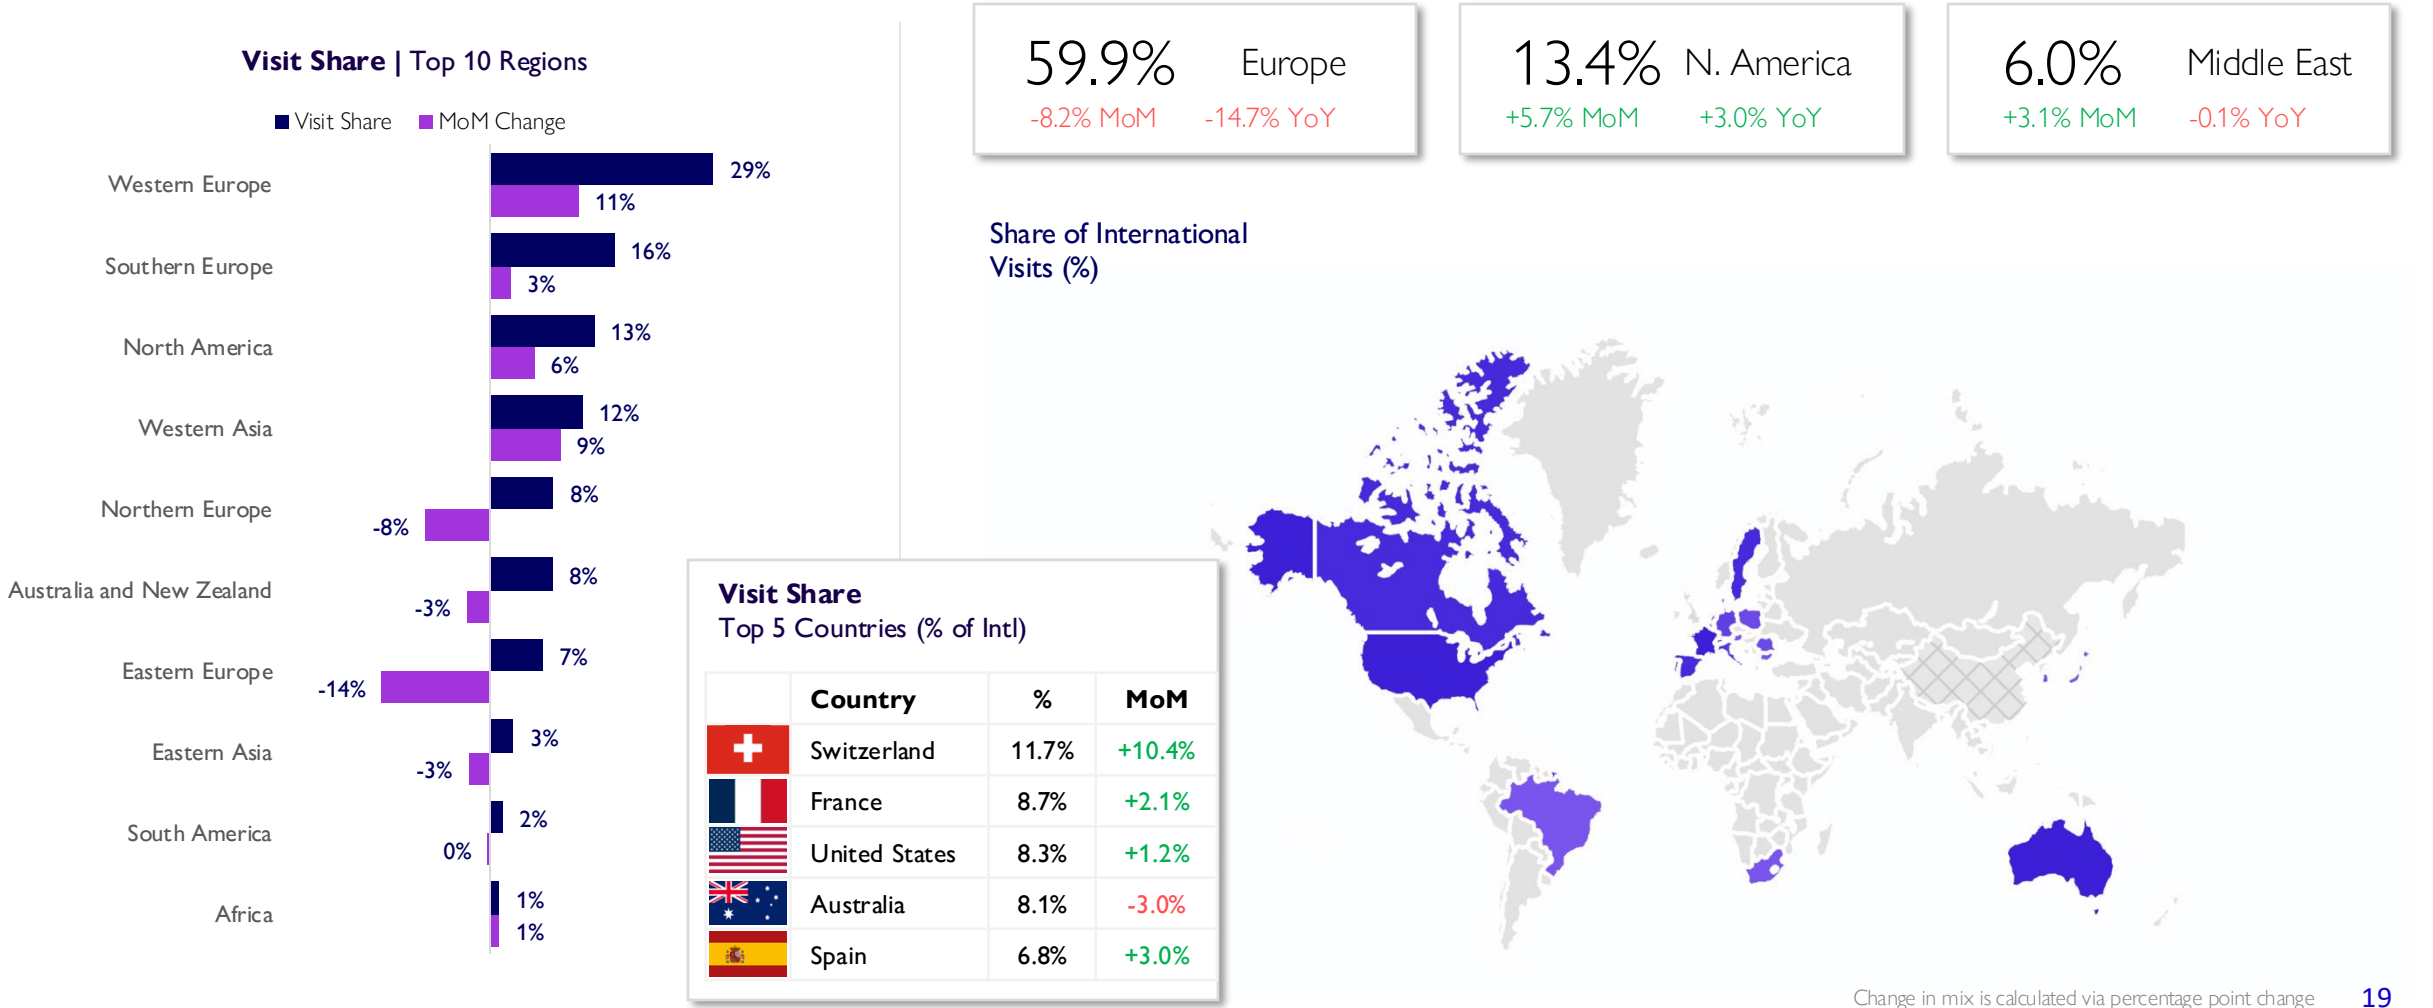 Visit Share | Top 10 Regions
Visit Share MoM Change
Western Europe 29% 11%
Southern Europe 16% 3%
North America 13% 6%
Western Asia 12% 9%
Northern Europe 8% -8%
Australia and New Zealand 8% -3%
Eastern Europe 7% -14%
Eastern Asia 3% -3%
South America 2% 0%
Africa 1% 1%
59.9% Europe
-8.2% MoM -14.7% YoY
13.4% N. America
+5.7% MoM +3.0% YoY
6.0% Middle East
+3.1% MoM -0.1% YoY
Share of International
Visits (%)
Visit Share
Top 5 Countries (% of Intl)
Country % MoM
Switzerland 11.7% +10.4%
France 8.7% +2.1%
United States 8.3% +1.2%
Australia 8.1% -3.0%
Spain 6.8% +3.0%
Change in mix is calculated via percentage point change 19